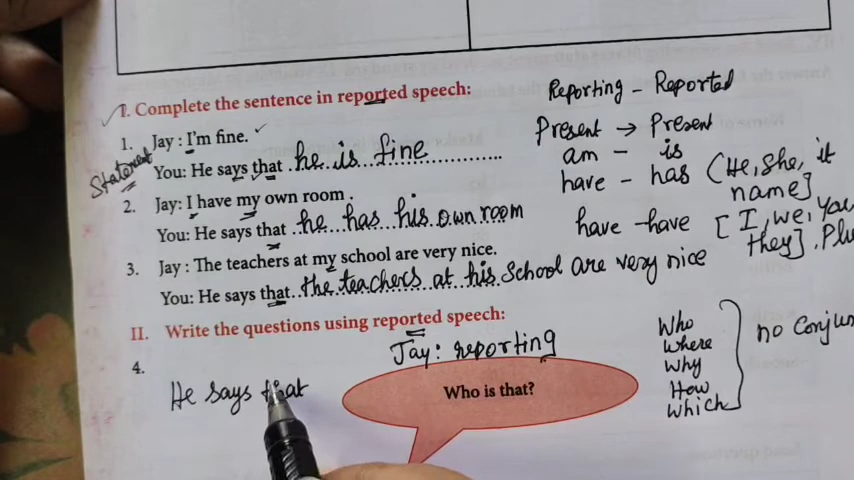 I. Complete the sentence in reported speech:
Reporting - Reported
1. Jay : I'm fine.
Present → Present
Statement
You: He says that he is fine
am - is
have - has (He, she, it
name]
2. Jay: I have my own room.
You: He says that he has his own room
have - have [I, we, You
they].
3. Jay : The teachers at my school are very nice.
You: He says that the teachers at his School are very nice
II. Write the questions using reported speech:
Jay: reporting
4.
He says that
Who is that?
Who
Where
Why
How
which
no